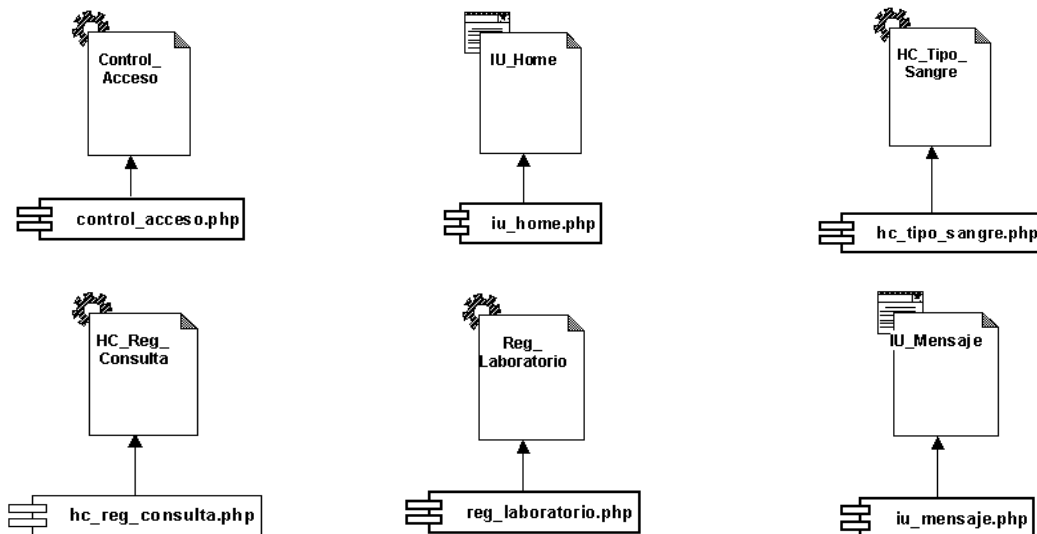 Control_
Acceso
IU_Home
HC_Tipo_
Sangre
control_acceso.php
iu_home.php
hc_tipo_sangre.php
HC_Reg_
Consulta
Reg_
Laboratorio
IU_Mensaje
hc_reg_consulta.php
reg_laboratorio.php
iu_mensaje.php